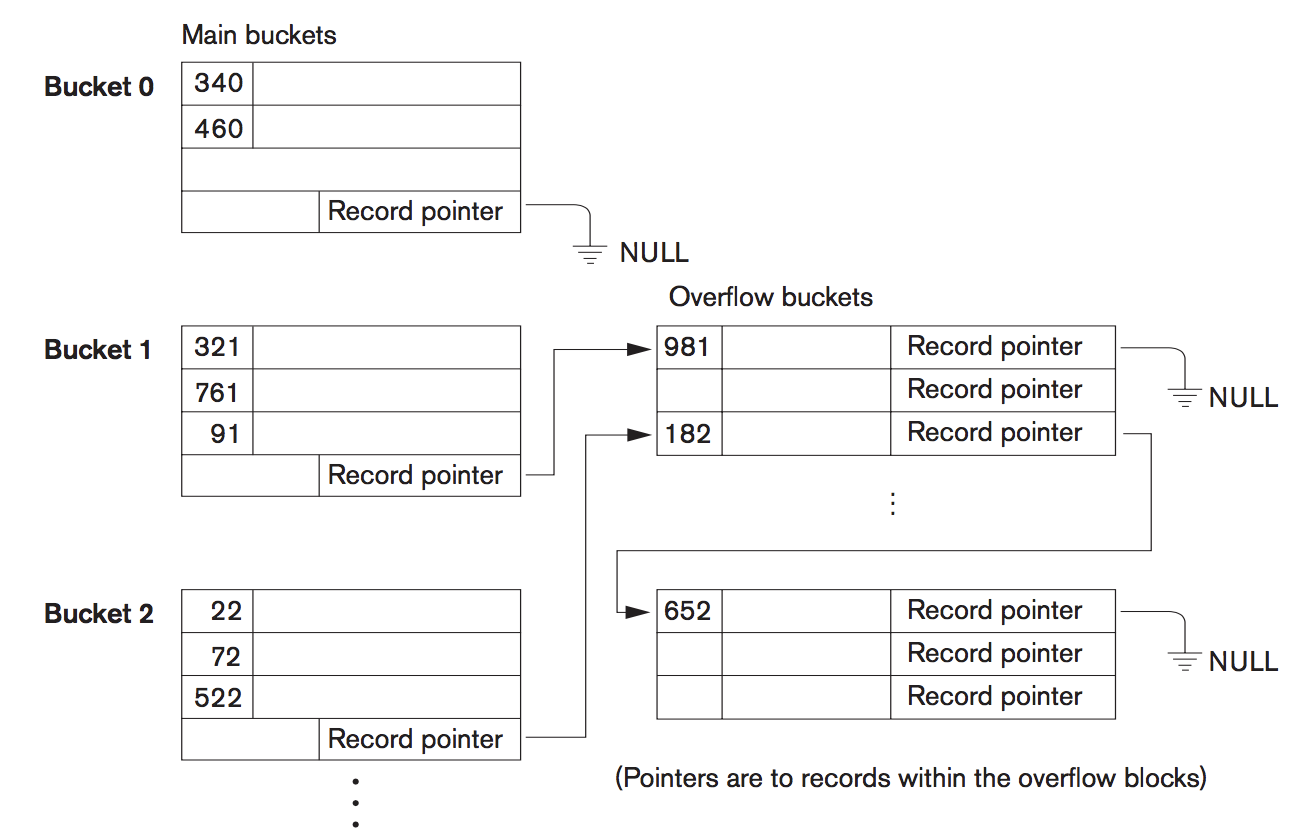 Main buckets
Bucket 0
340
460
Record pointer
NULL
Overflow buckets
Bucket 1
321
761
91
Record pointer
981 Record pointer
Record pointer
182 Record pointer
NULL
Bucket 2
22
72
522
Record pointer
652 Record pointer
Record pointer
Record pointer
NULL
(Pointers are to records within the overflow blocks)